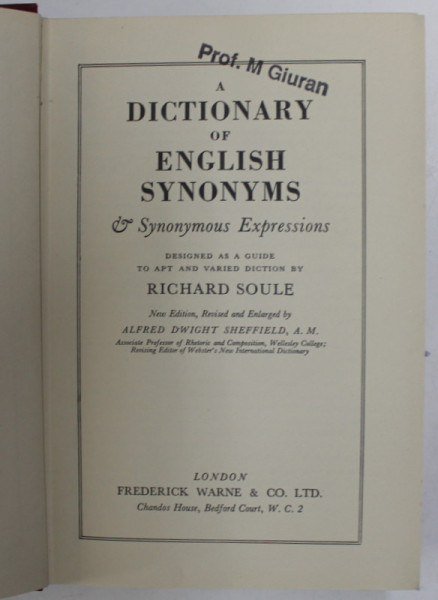 Prof. M Giuran
A
DICTIONARY
OF
ENGLISH
SYNONYMS
& Synonymous Expressions
DESIGNED AS A GUIDE
TO APT AND VARIED DICTION BY
RICHARD SOULE
New Edition, Revised and Enlarged by
ALFRED DWIGHT SHEFFIELD, A. M.
Associate Professor of Rhetoric and Composition, Wellesley College;
Revising Editor of Webster's New International Dictionary
LONDON
FREDERICK WARNE & CO. LTD.
Chandos House, Bedford Court, W. C. 2